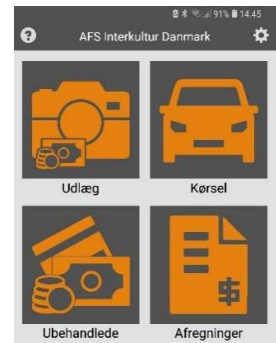 91% 14.45
AFS Interkultur Danmark
Udlæg
Kørsel
Ubehandlede
Afregninger